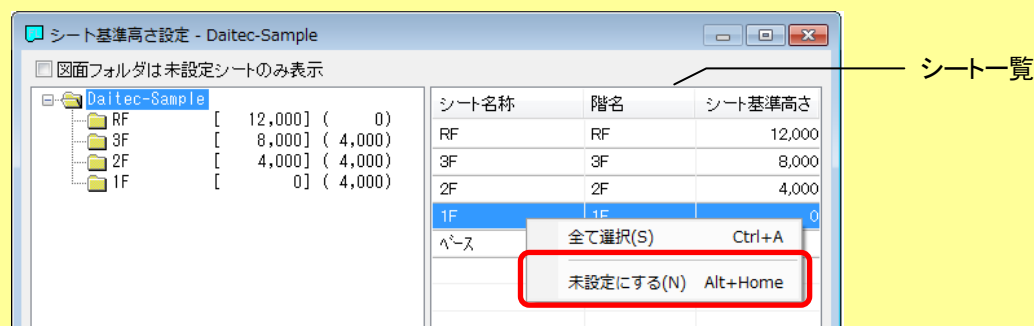 シート基準高さ設定 - Daitec-Sample
図面フォルダは未設定シートのみ表示
シート一覧
Daitec-Sample
RF [ 12,000] ( 0)
3F [ 8,000] ( 4,000)
2F [ 4,000] ( 4,000)
1F [ 0] ( 4,000)
シート名称 階名 シート基準高さ
RF RF 12,000
3F 3F 8,000
2F 2F 4,000
1F 1F 0
ベース
全て選択(S) Ctrl+A
未設定にする(N) Alt+Home